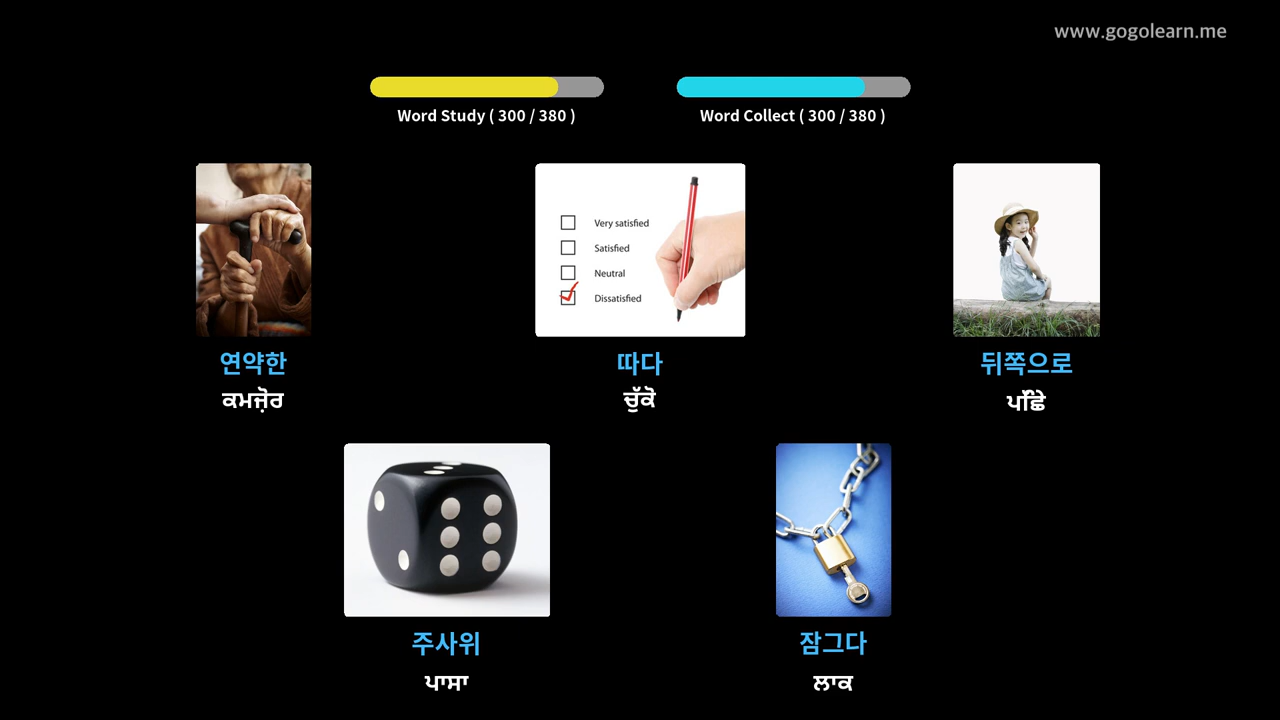 www.gogolearn.me
Word Study ( 300 / 380 )
Word Collect ( 300 / 380 )
Very satisfied
Satisfied
Neutral
Dissatisfied
연약한
따다
뒤쪽으로
ਕਮਜ਼ੋਰ
ਚੁੱਕੋ
ਪਿੱਛੇ
주사위
잠그다
ਪਾਸਾ
ਲਾਕ